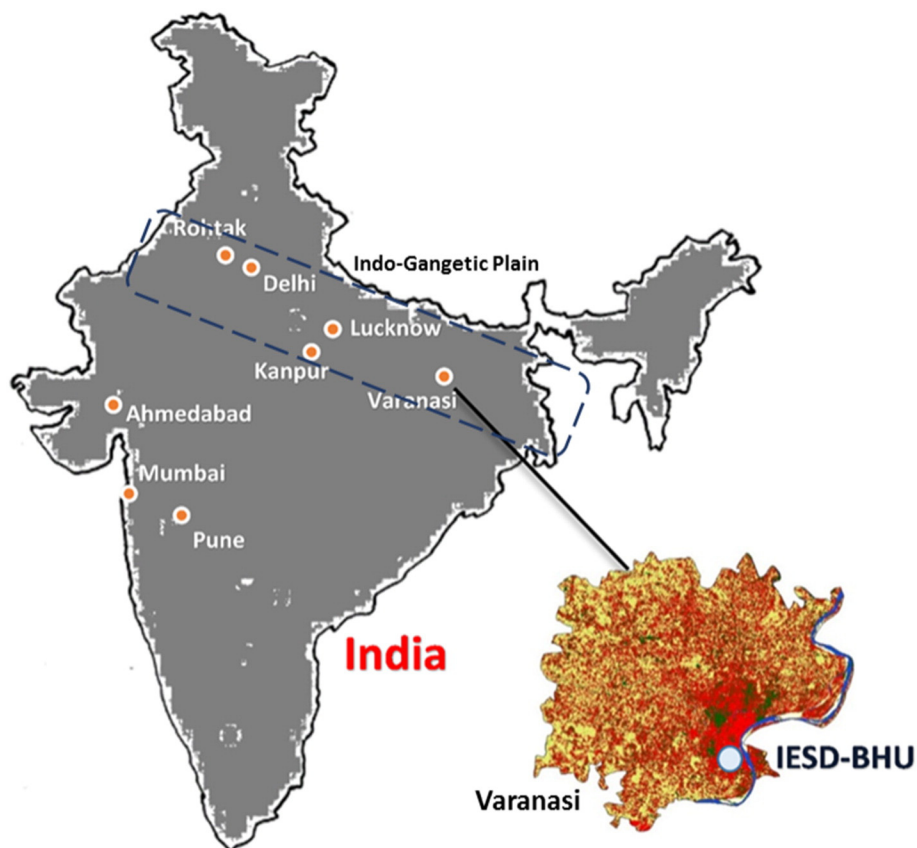 Rohtak
Delhi
Indo-Gangetic Plain
Lucknow
Kanpur
Varanasi
Ahmedabad
Mumbai
Pune
India
IESD-BHU
Varanasi